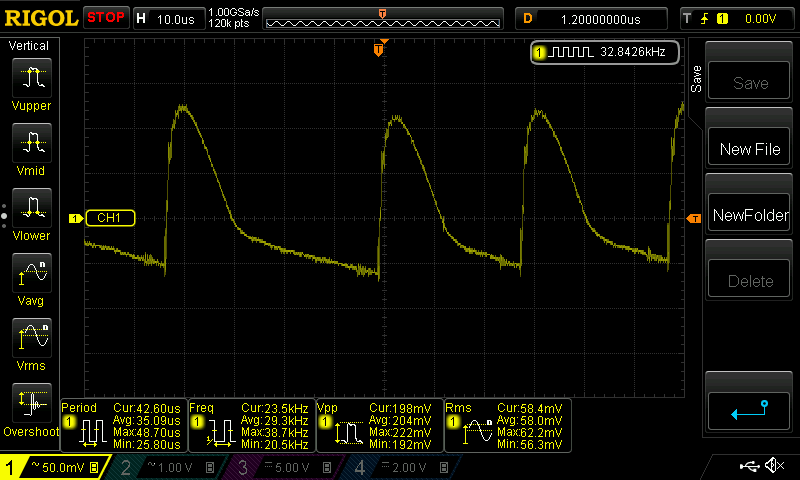 RIGOL STOP H 10.0us 1.00GSa/s 120k pts D 1.20000000us T 1 0.00V
Vertical
Vupper
Vmid
Vlower
Vavg
Vrms
Overshoot
T
1 32.8426kHz
1 CH1
T
Save
Save
New File
NewFolder
Delete
Period Cur:42.60us
1 Avg:35.09us
Max:48.70us
Min:25.80us
Freq Cur:23.5kHz
1 Avg:29.3kHz
Max:38.7kHz
Min:20.5kHz
Vpp Cur:198mV
1 Avg:204mV
Max:222mV
Min:192mV
Rms Cur:58.4mV
1 Avg:58.0mV
Max:62.2mV
Min:56.3mV
1 ~ 50.0mV B 2 ~ 1.00 V B 3 = 5.00 V B 4 = 2.00 V B